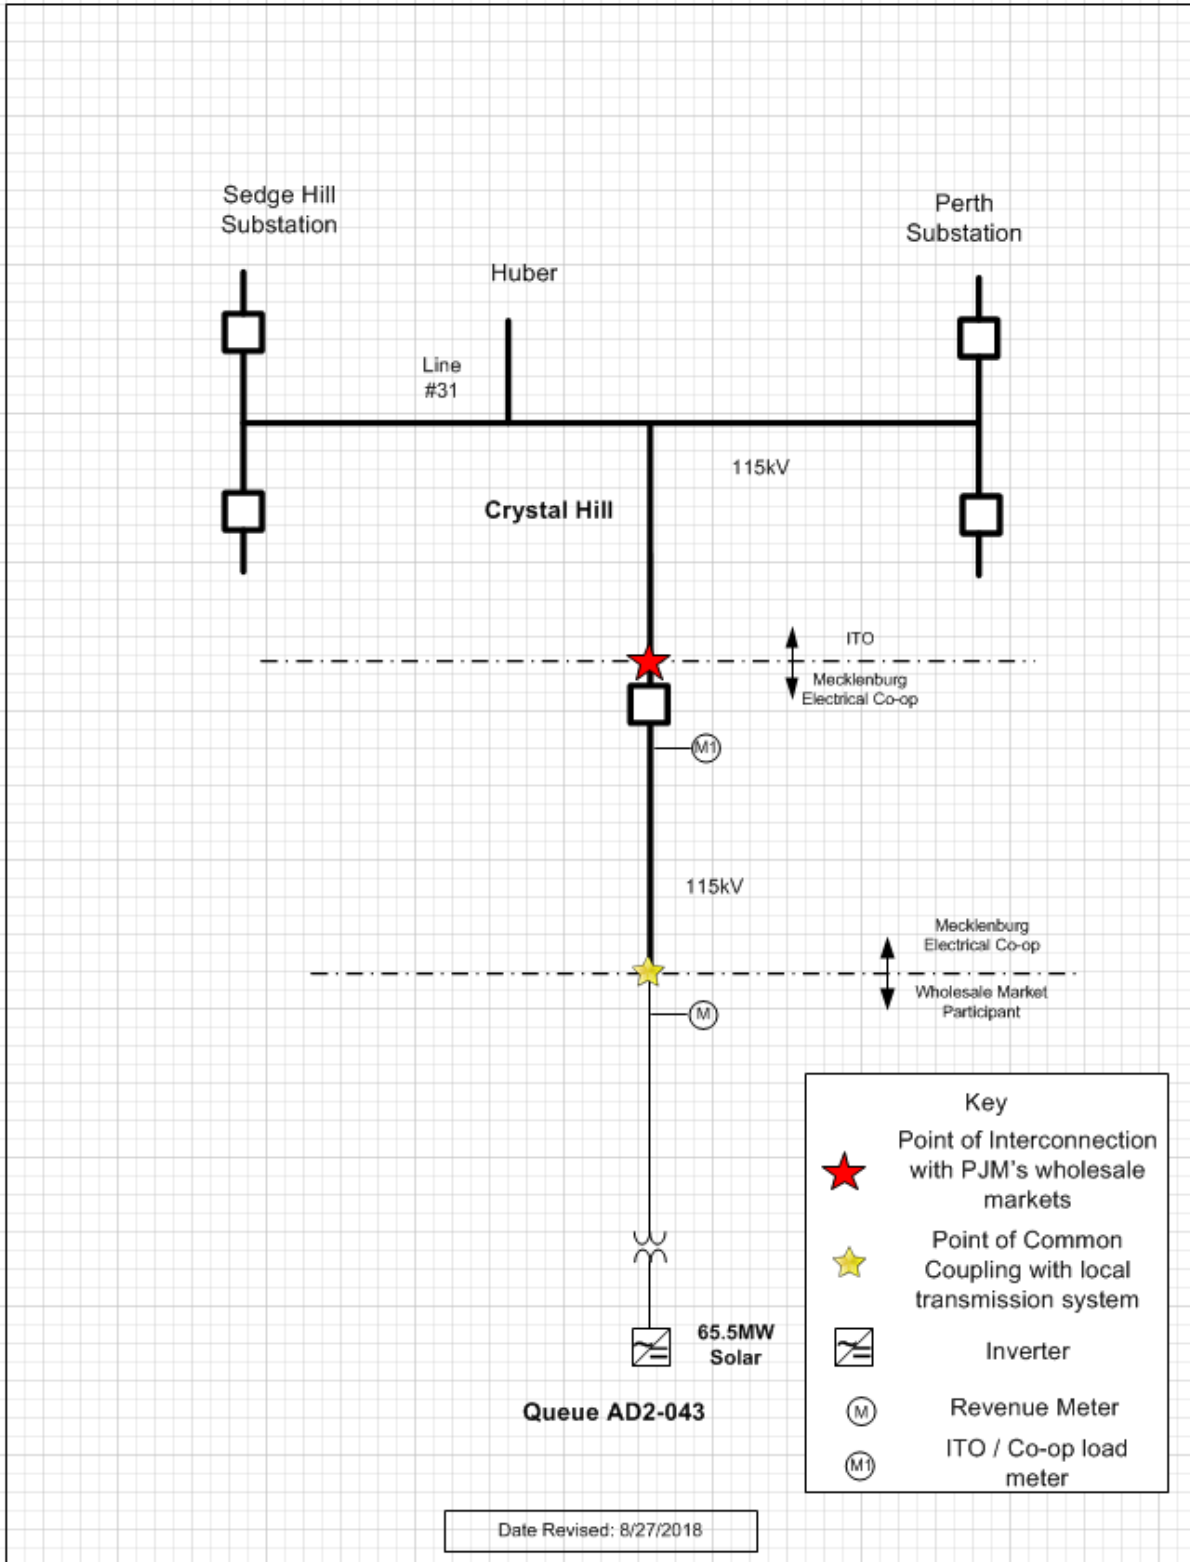 Sedge Hill
Substation
Perth
Substation
Huber
Line
#31
115kV
Crystal Hill
ITO
Mecklenburg
Electrical Co-op
M1
115kV
Mecklenburg
Electrical Co-op
Wholesale Market
Participant
M
Key
Point of Interconnection
with PJM's wholesale
markets
Point of Common
Coupling with local
transmission system
65.5MW
Solar
Inverter
Queue AD2-043
M
Revenue Meter
M1
ITO / Co-op load
meter
Date Revised: 8/27/2018